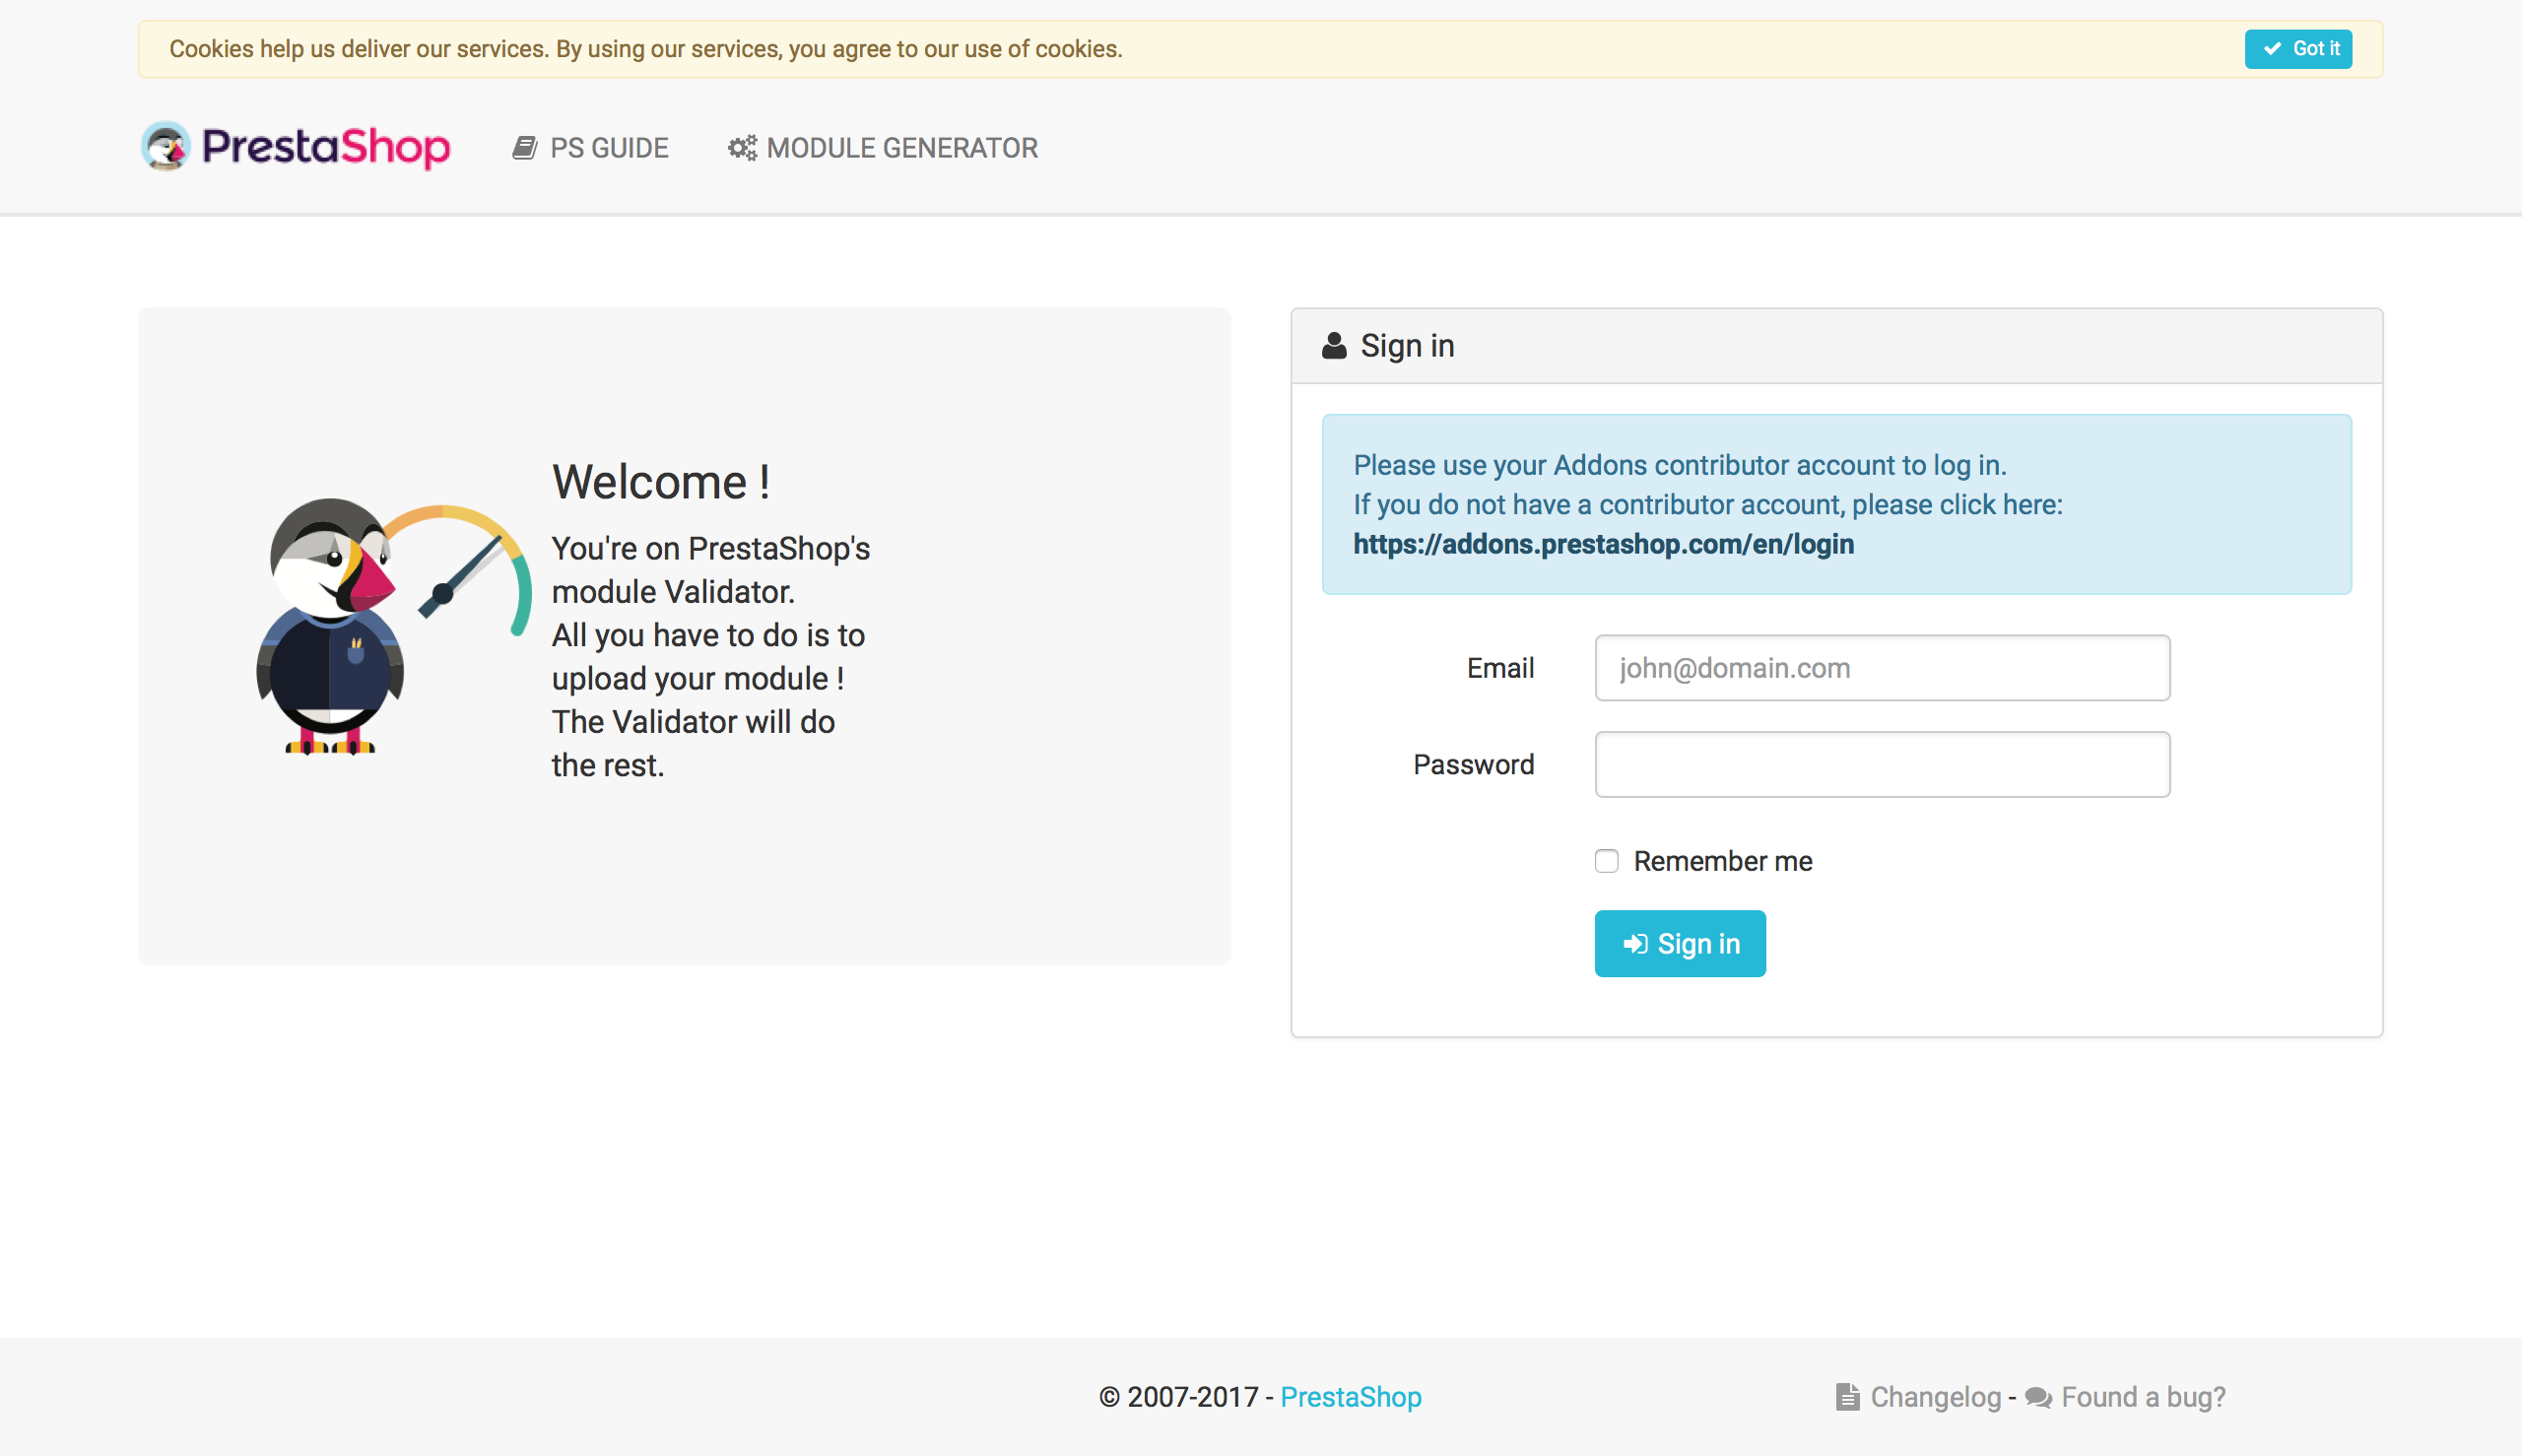 Cookies help us deliver our services. By using our services, you agree to our use of cookies.
Got it
PrestaShop
PS GUIDE
MODULE GENERATOR
Welcome !
You're on PrestaShop's
module Validator.
All you have to do is to
upload your module !
The Validator will do
the rest.
Sign in
Please use your Addons contributor account to log in.
If you do not have a contributor account, please click here:
https://addons.prestashop.com/en/login
Email
john@domain.com
Password
Remember me
Sign in
© 2007-2017 - PrestaShop
Changelog - Found a bug?